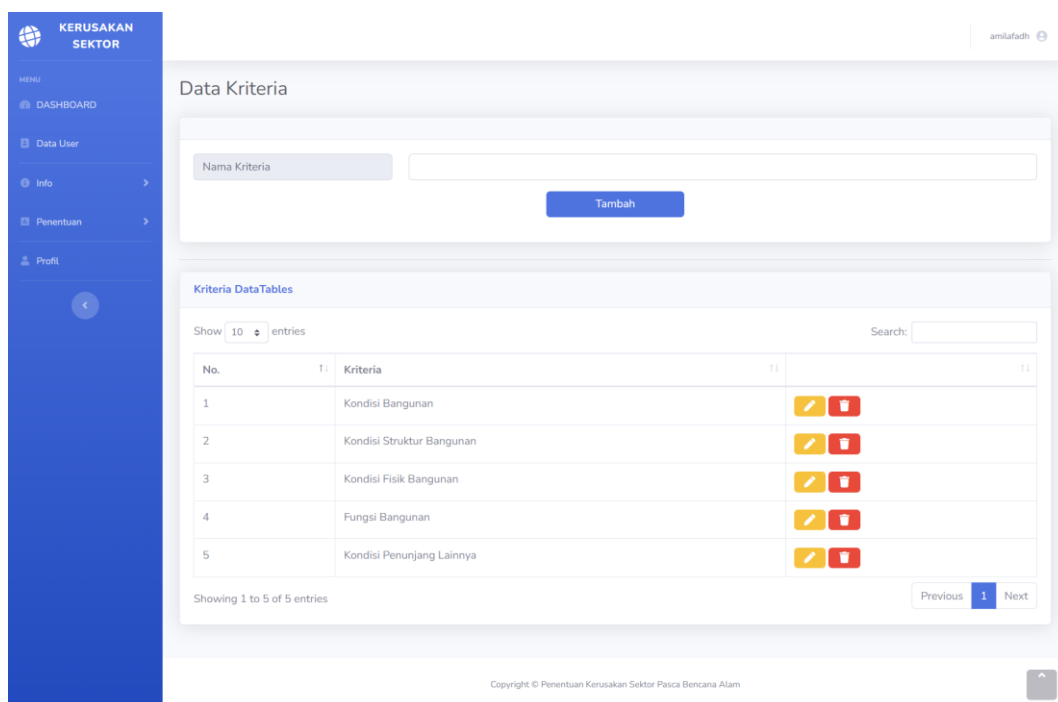 KERUSAKAN
SEKTOR
amilafadh
MENU
DASHBOARD
Data User
Info
Penentuan
Profil
Data Kriteria
Nama Kriteria
Tambah
Kriteria DataTables
Show 10 entries
Search:
No. Kriteria
1 Kondisi Bangunan
2 Kondisi Struktur Bangunan
3 Kondisi Fisik Bangunan
4 Fungsi Bangunan
5 Kondisi Penunjang Lainnya
Showing 1 to 5 of 5 entries
Previous 1 Next
Copyright © Penentuan Kerusakan Sektor Pasca Bencana Alam